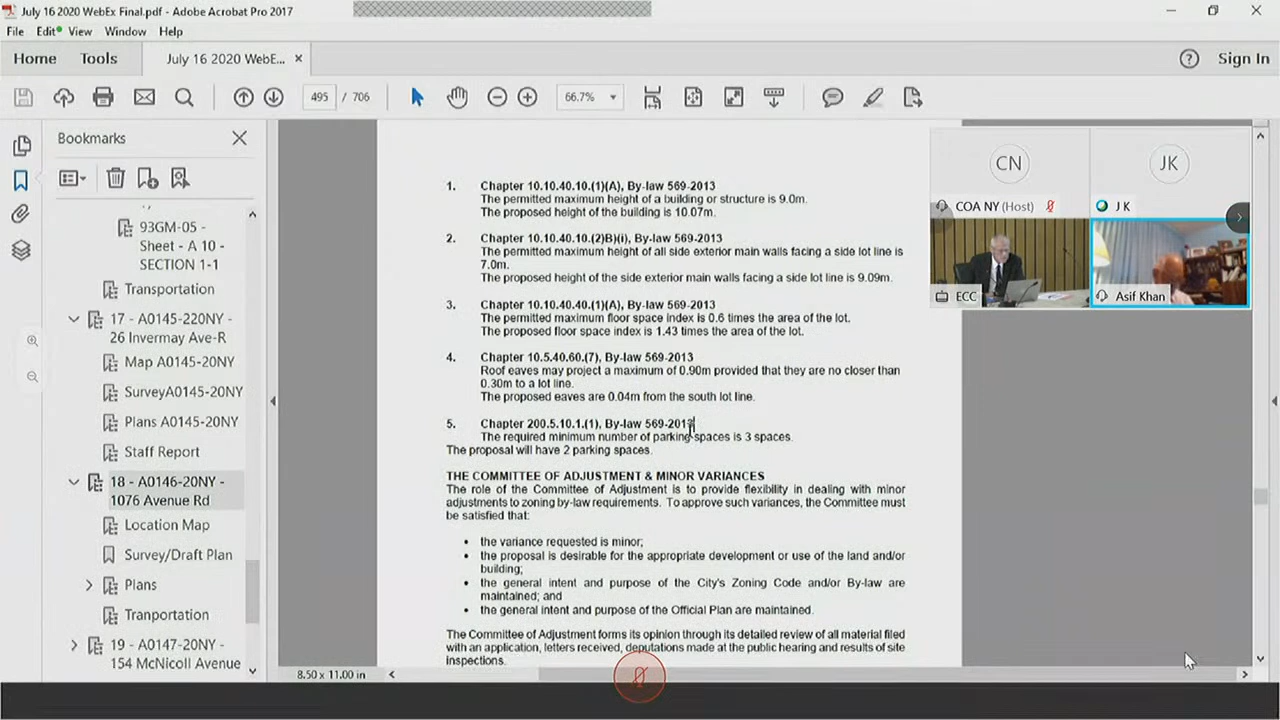 July 16 2020 WebEx Final.pdf - Adobe Acrobat Pro 2017
File Edit View Window Help
Home Tools July 16 2020 WebE... × Sign In
495 / 706 66.7%
Bookmarks
93GM-05 -
Sheet - A 10 -
SECTION 1-1
Transportation
17 - A0145-220NY -
26 Invermay Ave-R
Map A0145-20NY
SurveyA0145-20NY
Plans A0145-20NY
Staff Report
18 - A0146-20NY -
1076 Avenue Rd
Location Map
Survey/Draft Plan
Plans
Tranportation
19 - A0147-20NY -
154 McNicoll Avenue
8.50 x 11.00 in
1. Chapter 10.10.40.10.(1)(A), By-law 569-2013
The permitted maximum height of a building or structure is 9.0m.
The proposed height of the building is 10.07m.
2. Chapter 10.10.40.10.(2)B)(i), By-law 569-2013
The permitted maximum height of all side exterior main walls facing a side lot line is
7.0m.
The proposed height of the side exterior main walls facing a side lot line is 9.09m.
3. Chapter 10.10.40.40.(1)(A), By-law 569-2013
The permitted maximum floor space index is 0.6 times the area of the lot.
The proposed floor space index is 1.43 times the area of the lot.
4. Chapter 10.5.40.60.(7), By-law 569-2013
Roof eaves may project a maximum of 0.90m provided that they are no closer than
0.30m to a lot line.
The proposed eaves are 0.04m from the south lot line.
5. Chapter 200.5.10.1.(1), By-law 569-2013
The required minimum number of parking spaces is 3 spaces.
The proposal will have 2 parking spaces.
THE COMMITTEE OF ADJUSTMENT & MINOR VARIANCES
The role of the Committee of Adjustment is to provide flexibility in dealing with minor
adjustments to zoning by-law requirements. To approve such variances, the Committee must
be satisfied that:
• the variance requested is minor;
• the proposal is desirable for the appropriate development or use of the land and/or
building;
• the general intent and purpose of the City's Zoning Code and/or By-law are
maintained; and
• the general intent and purpose of the Official Plan are maintained.
The Committee of Adjustment forms its opinion through its detailed review of all material filed
with an application, letters received, deputations made at the public hearing and results of site
inspections.
CN JK
COA NY (Host) J K
ECC Asif Khan